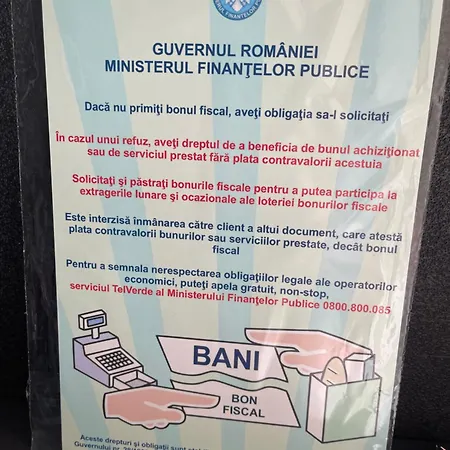 MINISTERUL FINANŢELOR
GUVERNUL ROMÂNIEI
MINISTERUL FINANŢELOR PUBLICE
Dacă nu primiţi bonul fiscal, aveţi obligaţia sa-l solicitaţi
În cazul unui refuz, aveţi dreptul de a beneficia de bunul achiziţionat
sau de serviciul prestat fără plata contravalorii acestuia
Solicitaţi şi păstraţi bonurile fiscale pentru a putea participa la
extragerile lunare şi ocazionale ale loteriei bonurilor fiscale
Este interzisă înmânarea către client a altui document, care atestă
plata contravalorii bunurilor sau serviciilor prestate, decât bonul
fiscal
Pentru a semnala nerespectarea obligaţiilor legale ale operatorilor
economici, puteţi apela gratuit, non-stop,
serviciul TelVerde al Ministerului Finanţelor Publice 0800.800.085
BANI
BON
FISCAL
Aceste drepturi şi obligaţii sunt
Guvernului nr.